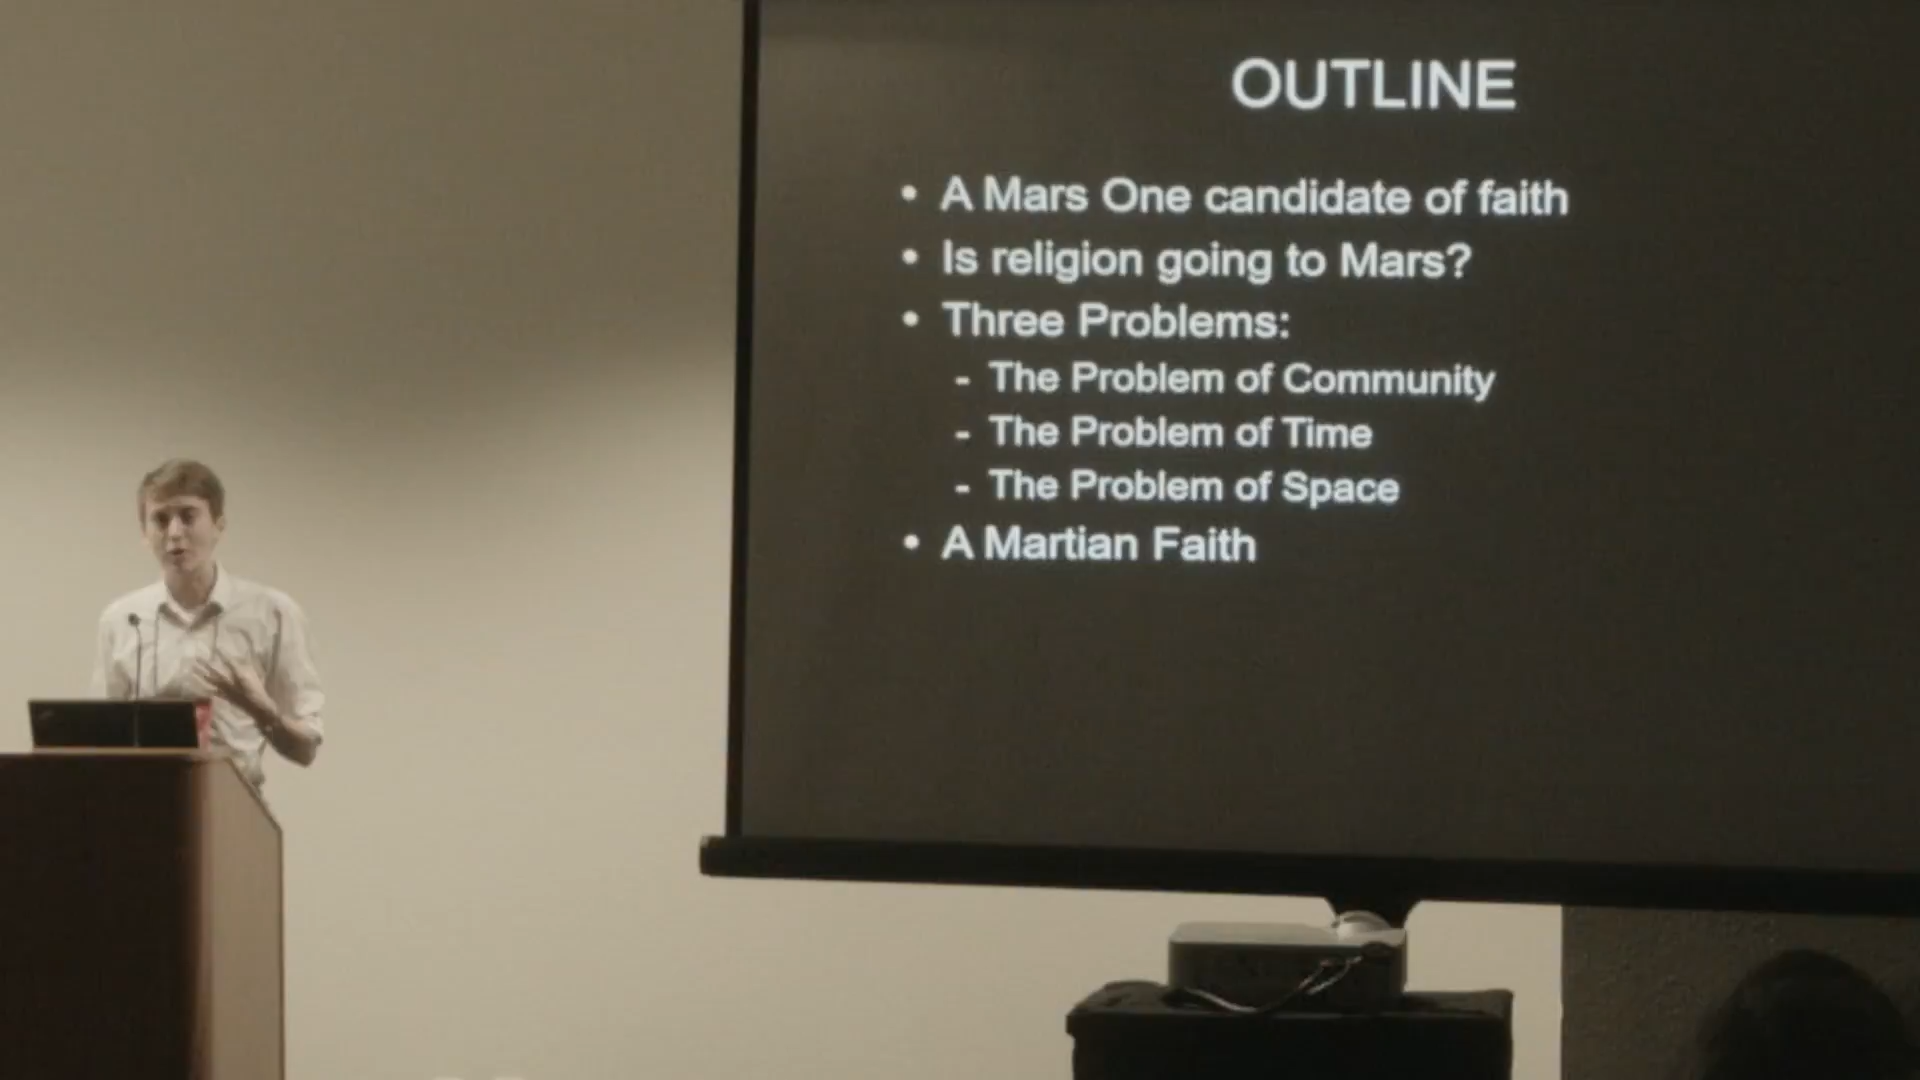 OUTLINE
• A Mars One candidate of faith
• Is religion going to Mars?
• Three Problems:
- The Problem of Community
- The Problem of Time
- The Problem of Space
• A Martian Faith